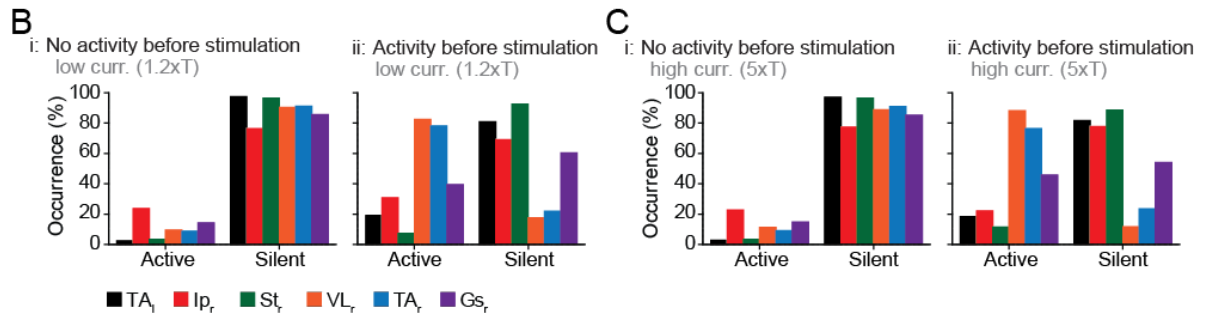 B
i: No activity before stimulation
low curr. (1.2xT)
ii: Activity before stimulation
low curr. (1.2xT)
Occurrence (%)
100
80
60
40
20
0
Active
Silent
Active
Silent
C
i: No activity before stimulation
high curr. (5xT)
ii: Activity before stimulation
high curr. (5xT)
Occurrence (%)
100
80
60
40
20
0
Active
Silent
Active
Silent
TAl Ipr Str VLr TAr Gsr